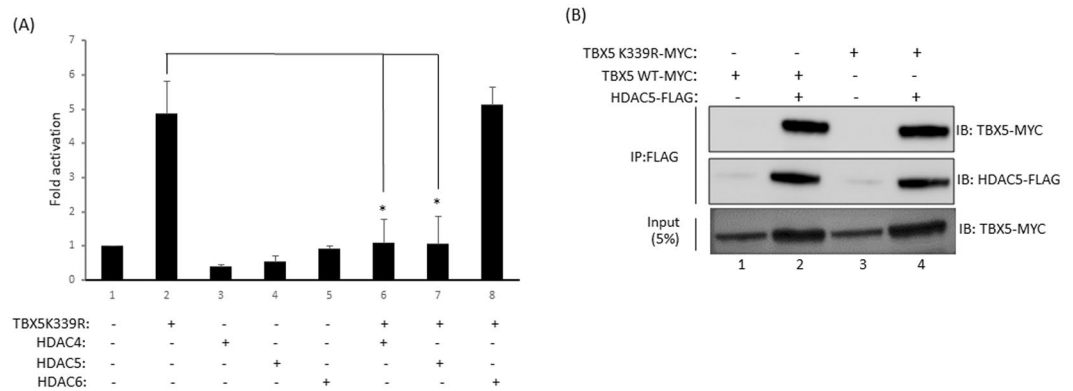 (A)
7
6
5
4
3
2
1
0
Fold activation
* *
1 2 3 4 5 6 7 8
TBX5K339R: - + - - - + + +
HDAC4: - - + - - + - -
HDAC5: - - - + - - + -
HDAC6: - - - - + - - +
(B)
TBX5 K339R-MYC: - - + +
TBX5 WT-MYC: + + - -
HDAC5-FLAG: - + - +
IP:FLAG
IB: TBX5-MYC
IB: HDAC5-FLAG
Input
(5%)
IB: TBX5-MYC
1 2 3 4